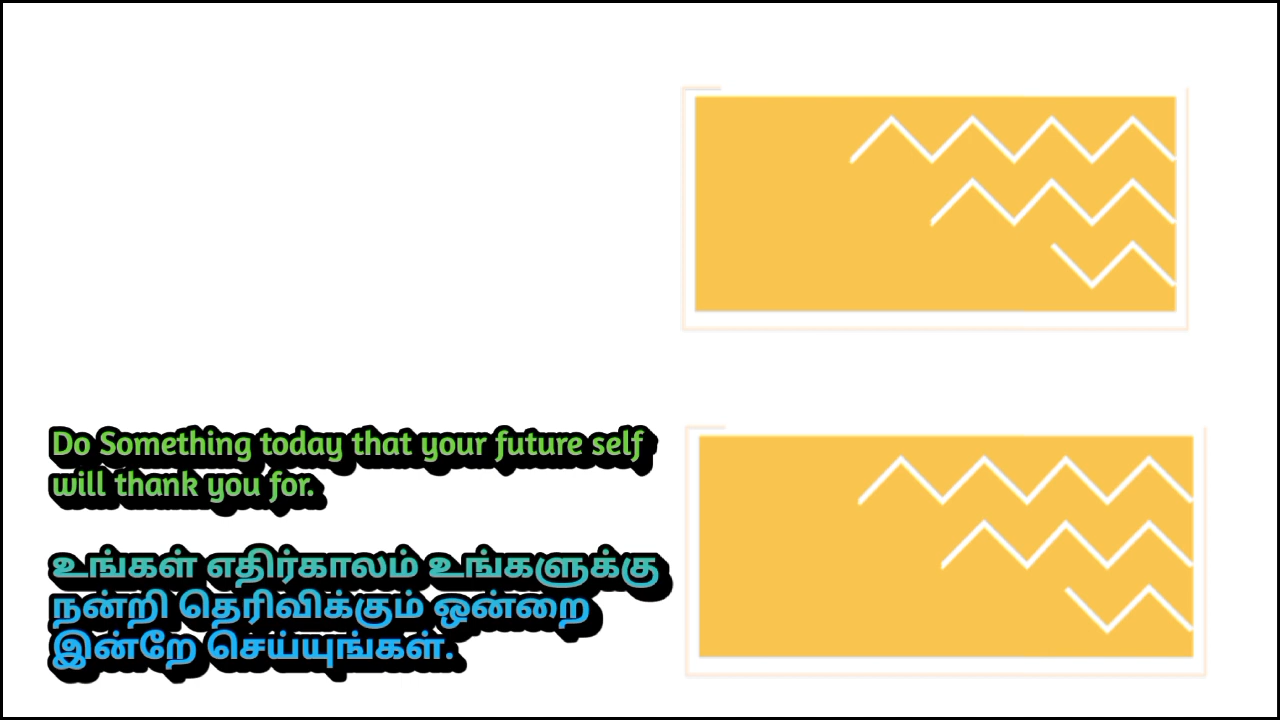 Do Something today that your future self
will thank you for.
உங்கள் எதிர்காலம் உங்களுக்கு
நன்றி தெரிவிக்கும் ஒன்றை
இன்றே செய்யுங்கள்.